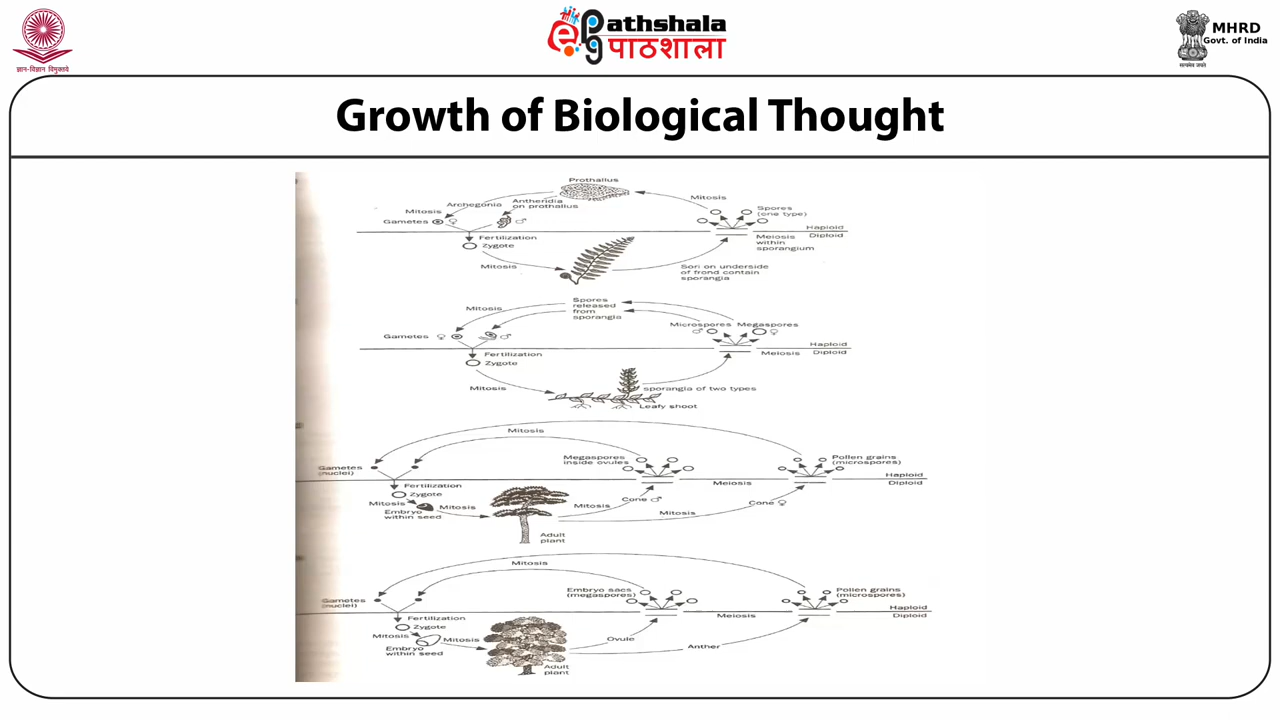 ज्ञान-विज्ञान विमुक्तये
ePathshala
पाठशाला
MHRD
Govt. of India
सत्यमेव जयते
Growth of Biological Thought
Prothallus
Mitosis
Archegonia
Antheridia
on prothallus
Mitosis
Gametes ♀ ♂
Spores
(one type)
Haploid
Diploid
Fertilization
Zygote
Meiosis
within
sporangium
Mitosis
Sori on underside
of frond contain
sporangia
Mitosis
Spores
released
from
sporangia
Microspores Megaspores
♂ ♀
Gametes ♀ ♂
Haploid
Diploid
Meiosis
Fertilization
Zygote
Mitosis
sporangia of two types
Leafy shoot
Mitosis
Megaspores
inside ovules
Pollen grains
(microspores)
Gametes
(nuclei)
Haploid
Diploid
Meiosis
Fertilization
Zygote
Mitosis
Embryo
within seed
Mitosis
Cone ♂
Mitosis
Cone ♀
Mitosis
Adult
plant
Mitosis
Embryo sacs
(megaspores)
Pollen grains
(microspores)
Gametes
(nuclei)
Haploid
Diploid
Meiosis
Fertilization
Zygote
Mitosis
Embryo
within seed
Mitosis
Ovule
Anther
Adult
plant